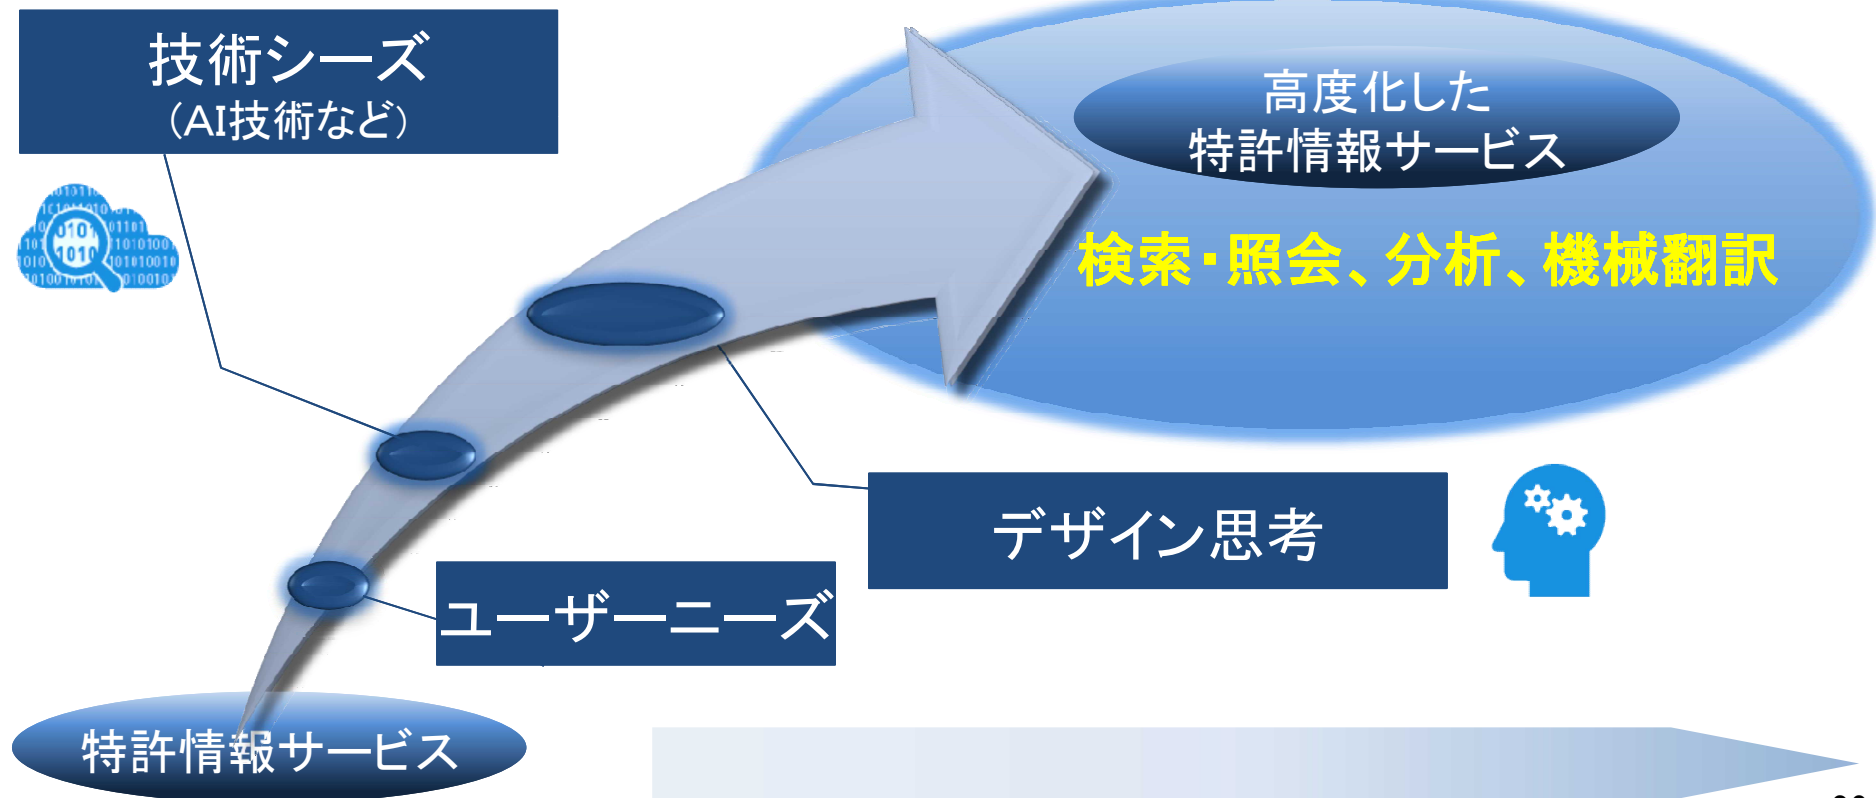 技術シーズ
（AI技術など）
高度化した
特許情報サービス
検索・照会、分析、機械翻訳
デザイン思考
ユーザーニーズ
特許情報サービス